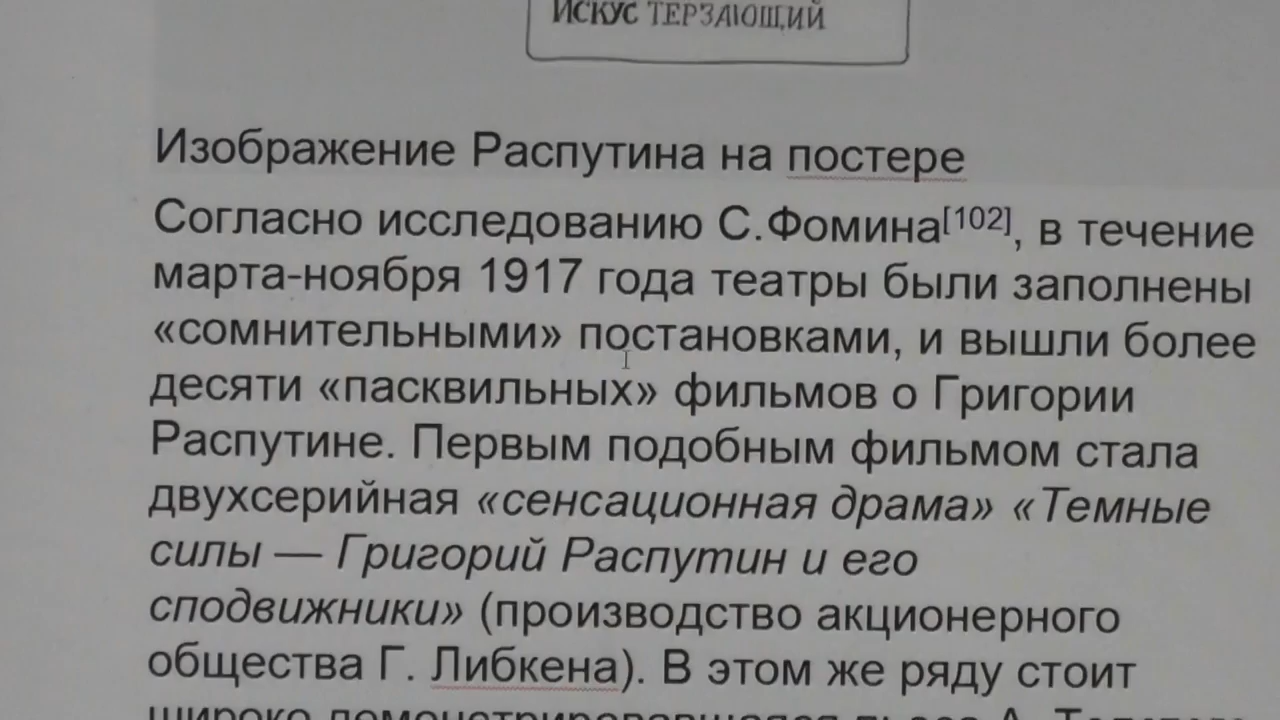 ИСКУС ТЕРЗАЮЩИЙ
Изображение Распутина на постере
Согласно исследованию С.Фомина[102], в течение
марта-ноября 1917 года театры были заполнены
«сомнительными» постановками, и вышли более
десяти «пасквильных» фильмов о Григории
Распутине. Первым подобным фильмом стала
двухсерийная «сенсационная драма» «Темные
силы — Григорий Распутин и его
сподвижники» (производство акционерного
общества Г. Либкена). В этом же ряду стоит